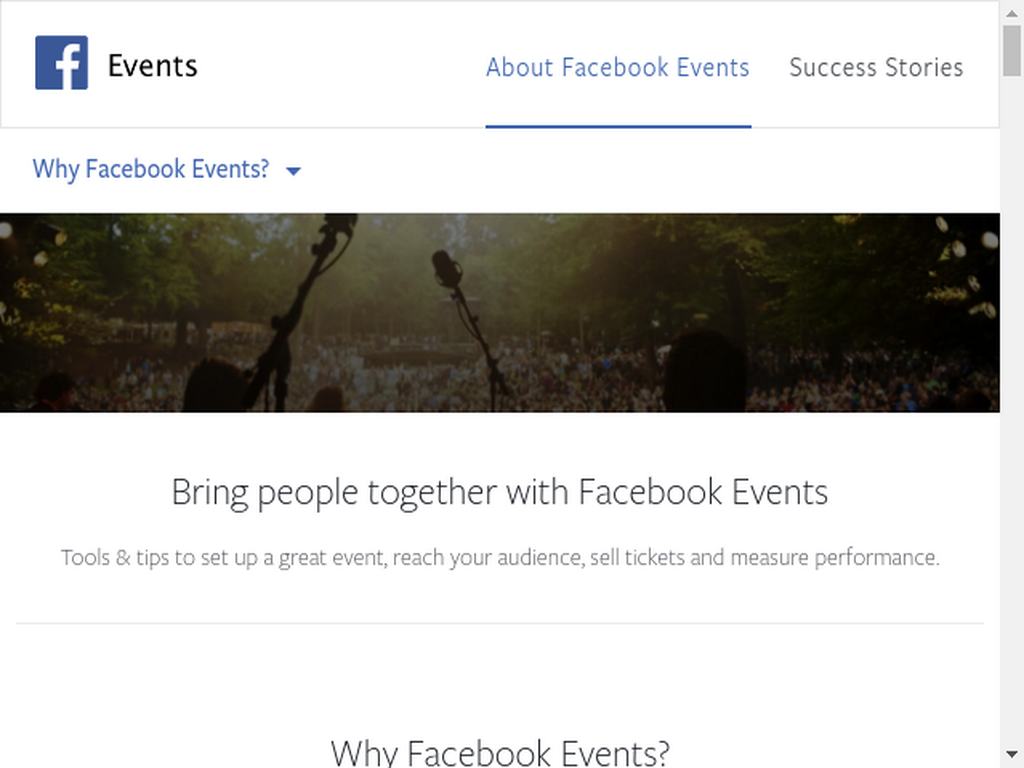 Events
About Facebook Events
Success Stories
Why Facebook Events?
Bring people together with Facebook Events
Tools & tips to set up a great event, reach your audience, sell tickets and measure performance.
Why Facebook Events?